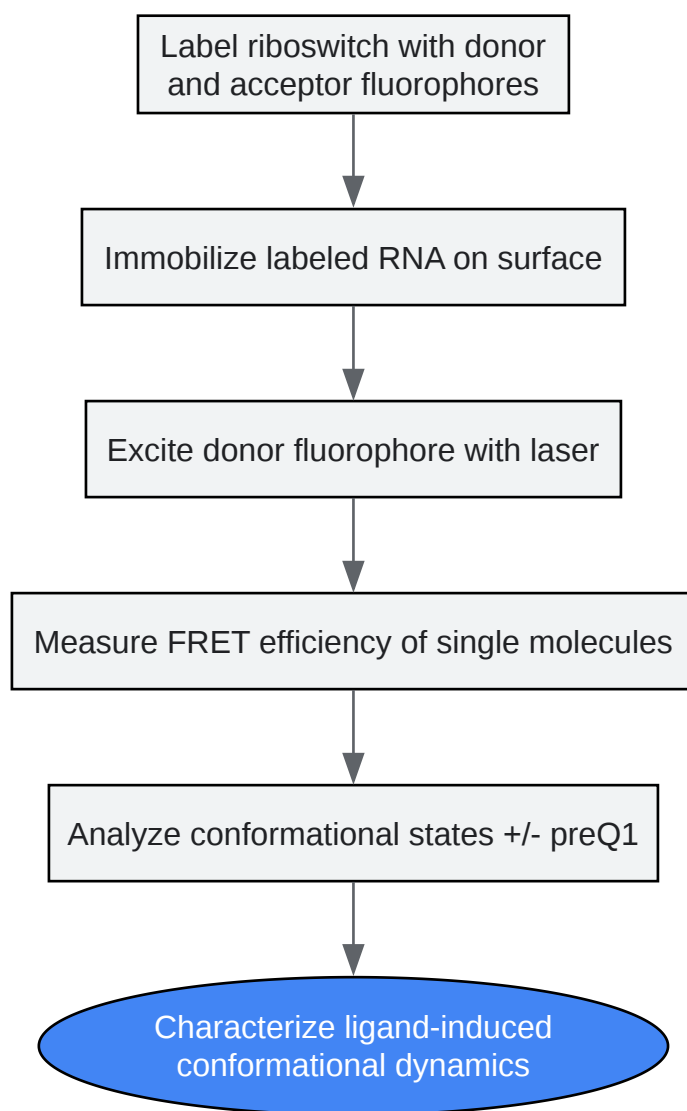 Label riboswitch with donor
and acceptor fluorophores
Immobilize labeled RNA on surface
Excite donor fluorophore with laser
Measure FRET efficiency of single molecules
Analyze conformational states +/- preQ1
Characterize ligand-induced
conformational dynamics